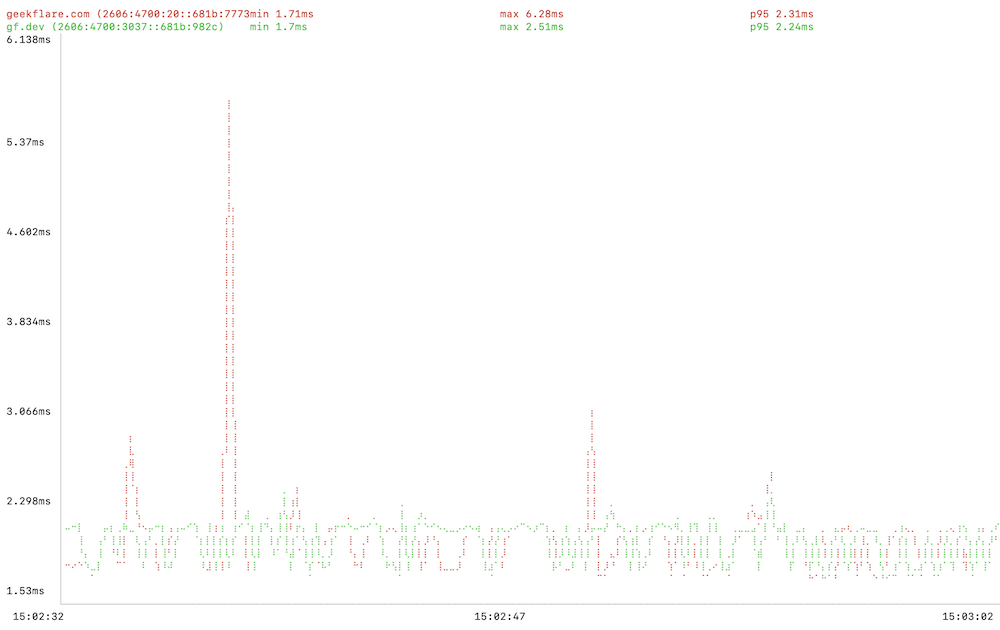 geekflare.com (2606:4700:20::681b:7773min 1.71ms max 6.28ms p95 2.31ms
gf.dev (2606:4700:3037::681b:982c) min 1.7ms max 2.51ms p95 2.24ms
6.138ms
5.37ms
4.602ms
3.834ms
3.066ms
2.298ms
1.53ms
15:02:32 15:02:47 15:03:02